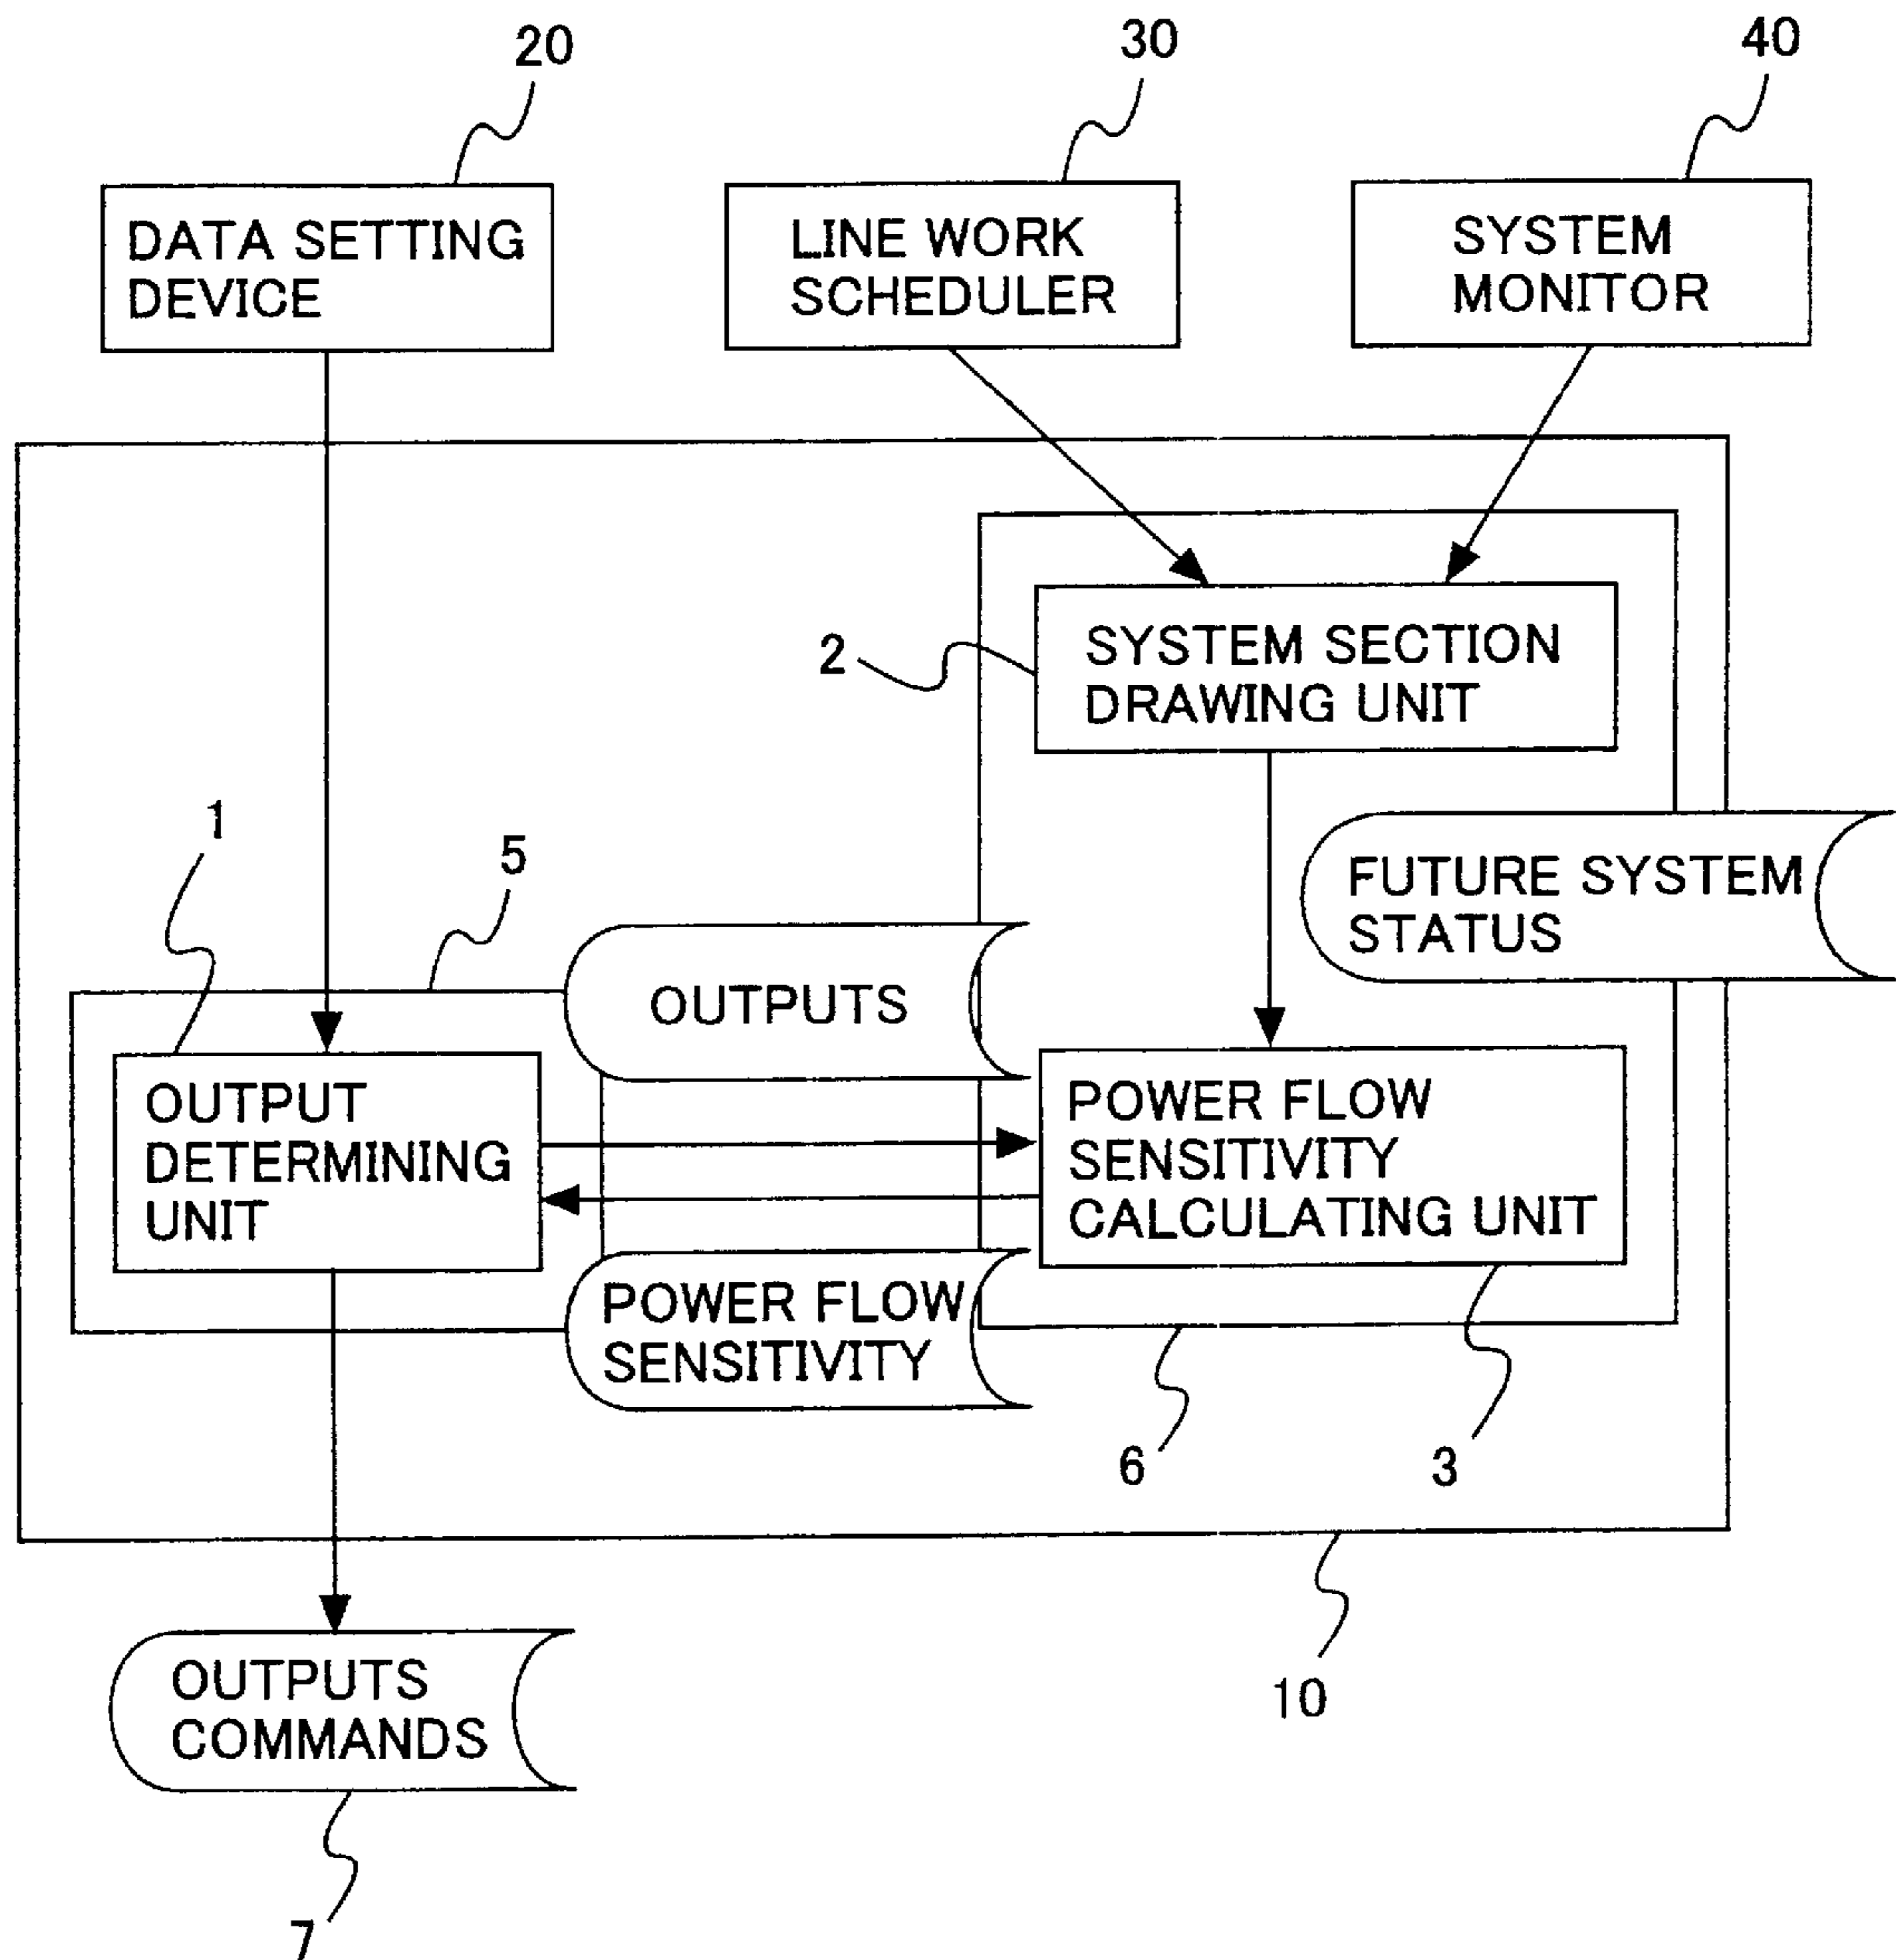 20
30
40
DATA SETTING
DEVICE
LINE WORK
SCHEDULER
SYSTEM
MONITOR
2
SYSTEM SECTION
DRAWING UNIT
1
5
FUTURE SYSTEM
STATUS
OUTPUTS
OUTPUT
DETERMINING
UNIT
POWER FLOW
SENSITIVITY
CALCULATING UNIT
POWER FLOW
SENSITIVITY
6
3
10
OUTPUTS
COMMANDS
7